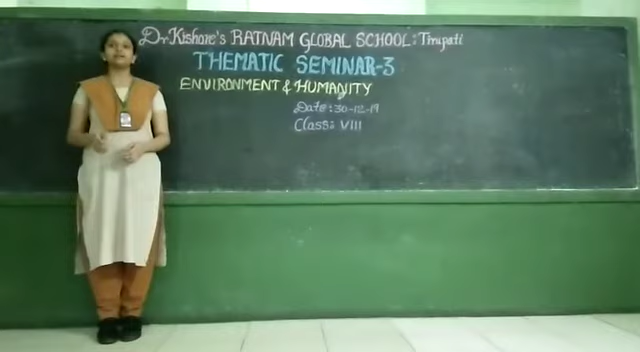 Dr Kishore's RATNAM GLOBAL SCHOOL: Tirupati
THEMATIC SEMINAR-3
ENVIRONMENT & HUMANITY
Date: 30-12-19
Class: VIII